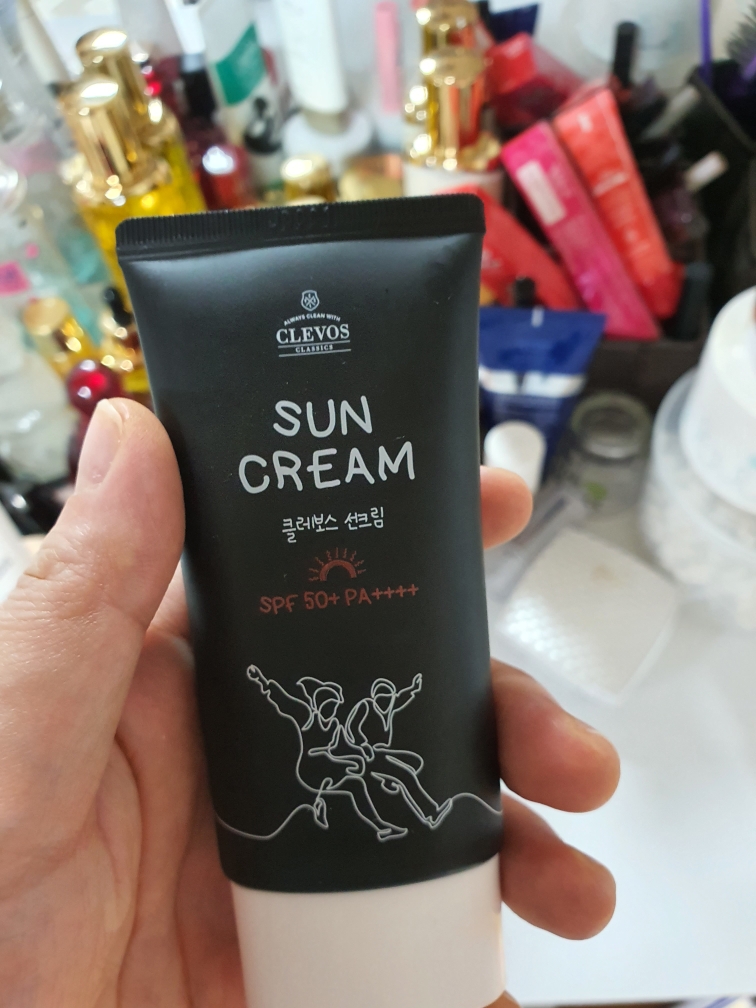 ALWAYS CLEAN WITH
CLEVOS
CLASSICS
SUN
CREAM
클레보스 선크림
SPF 50+ PA++++